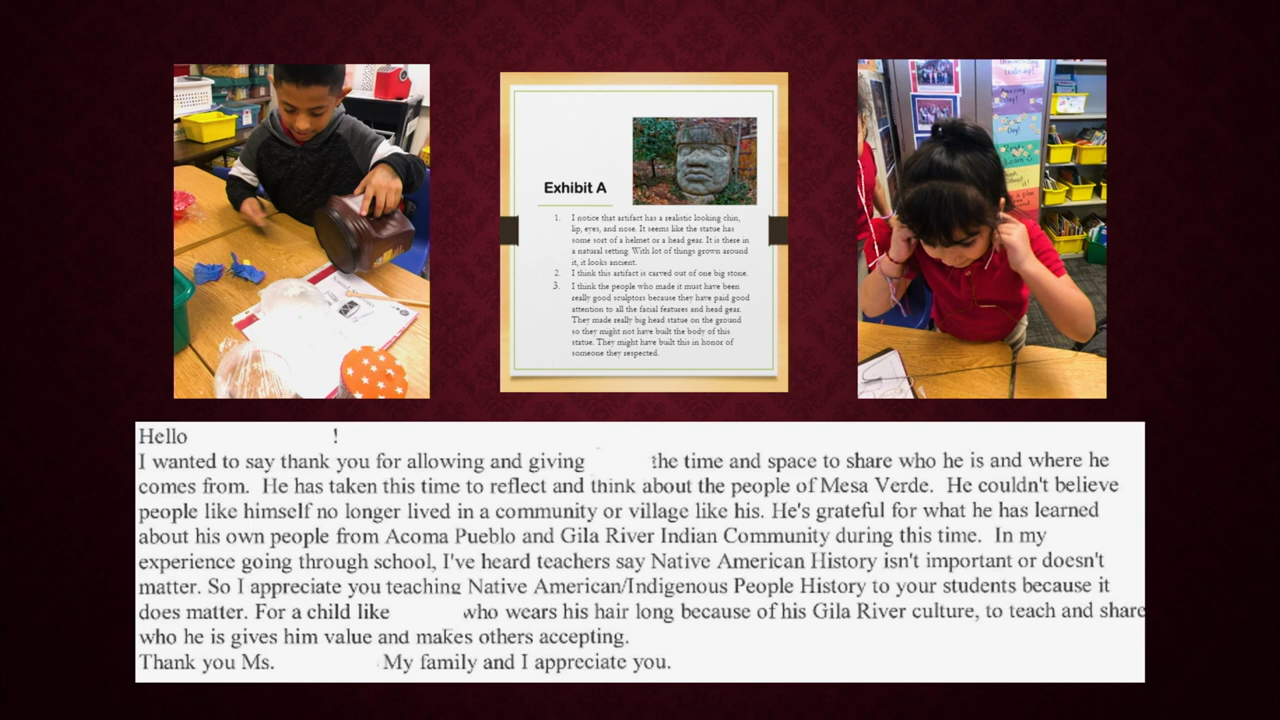 Exhibit A
1. I notice that artifact has a realistic looking chin,
lip, eyes, and nose. It seems like the statue has
some sort of a helmet or a head gear. It is there in
a natural setting. With lot of things grown around
it, it looks ancient.
2. I think this artifact is carved out of one big stone.
3. I think the people who made it must have been
really good sculptors because they have paid good
attention to all the facial features and head gear.
They made really big head statue on the ground
so they might not have built the body of this
statue. They might have built this in honor of
someone they respected.
Hello !
I wanted to say thank you for allowing and giving the time and space to share who he is and where he
comes from. He has taken this time to reflect and think about the people of Mesa Verde. He couldn't believe
people like himself no longer lived in a community or village like his. He's grateful for what he has learned
about his own people from Acoma Pueblo and Gila River Indian Community during this time. In my
experience going through school, I've heard teachers say Native American History isn't important or doesn't
matter. So I appreciate you teaching Native American/Indigenous People History to your students because it
does matter. For a child like who wears his hair long because of his Gila River culture, to teach and share
who he is gives him value and makes others accepting.
Thank you Ms. My family and I appreciate you.